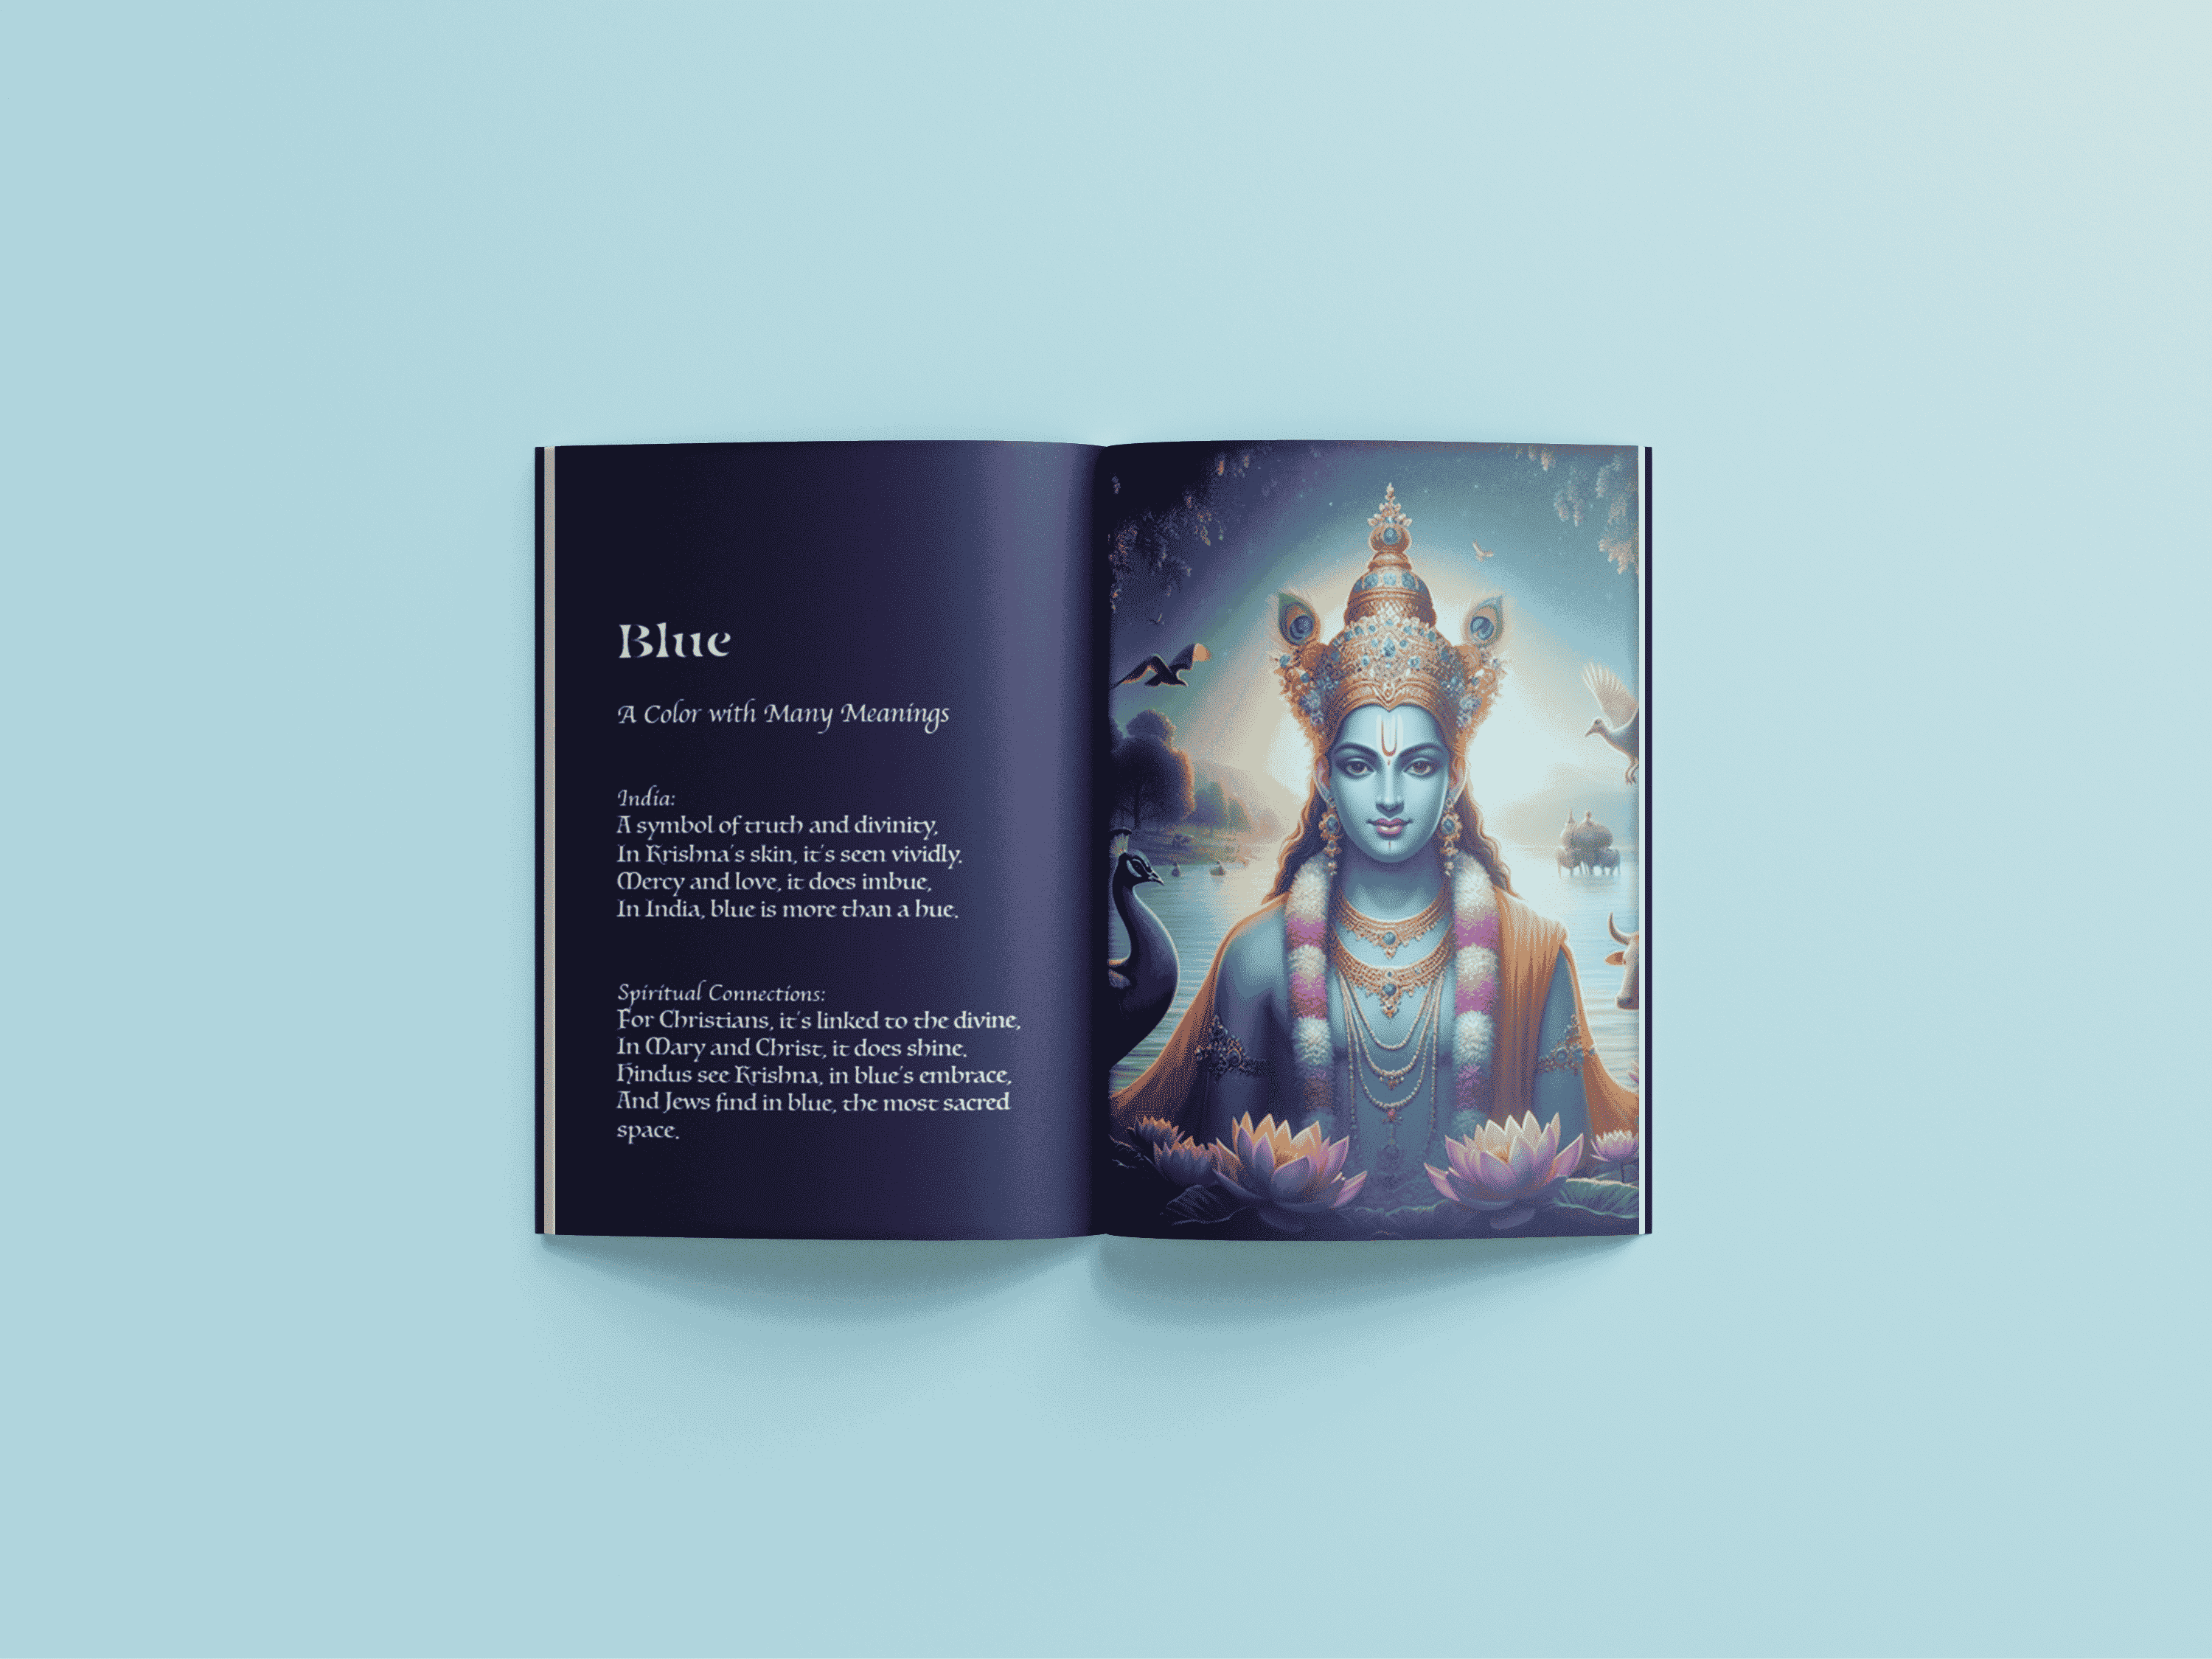 Blue
A Color with Many Meanings
India:
A symbol of truth and divinity,
In Krishna's skin, it's seen vividly.
Mercy and love, it does imbue,
In India, blue is more than a hue.
Spiritual Connections:
For Christians, it's linked to the divine,
In Mary and Christ, it does shine.
Hindus see Krishna, in blue's embrace,
And Jews find in blue, the most sacred
space.